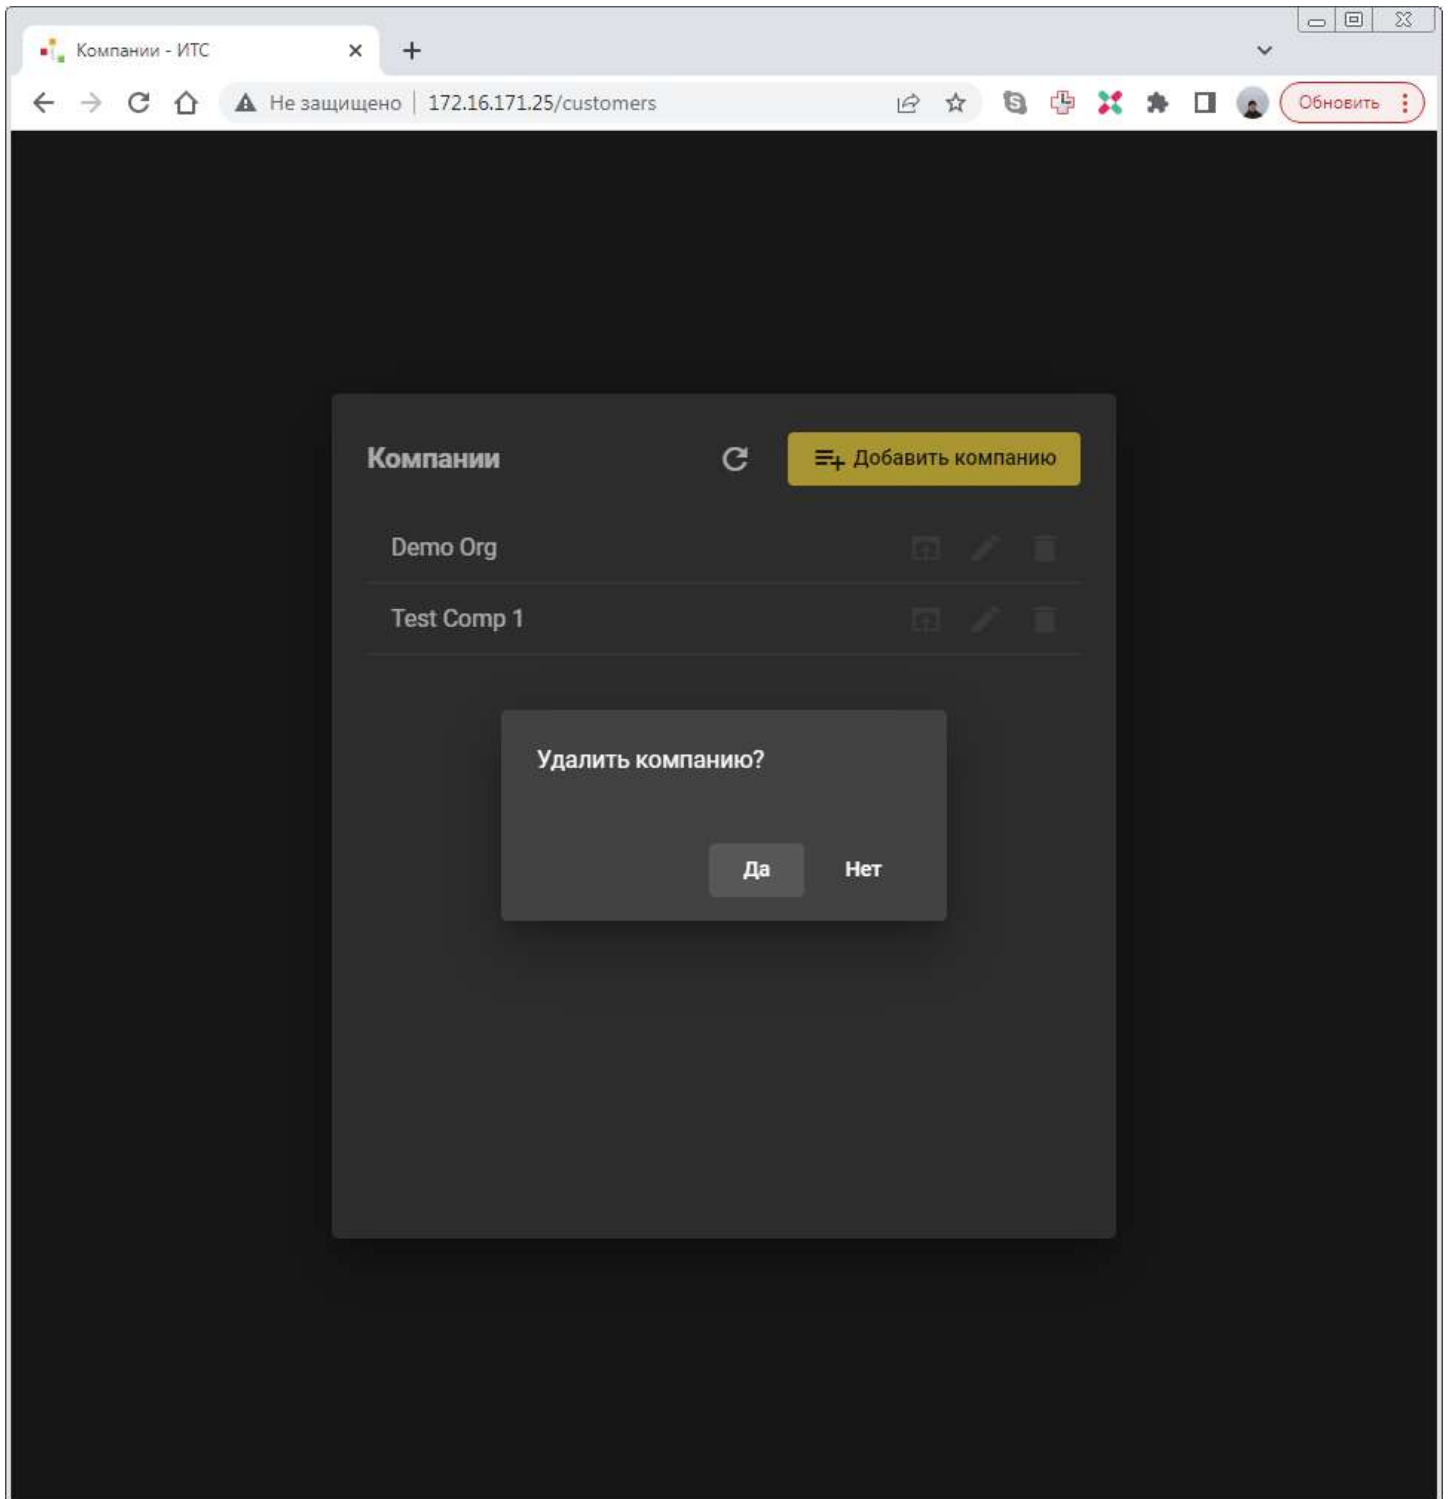 Компании - ИТС
Не защищено 172.16.171.25/customers Обновить
Компании Добавить компанию
Demo Org
Test Comp 1
Удалить компанию?
Да Нет